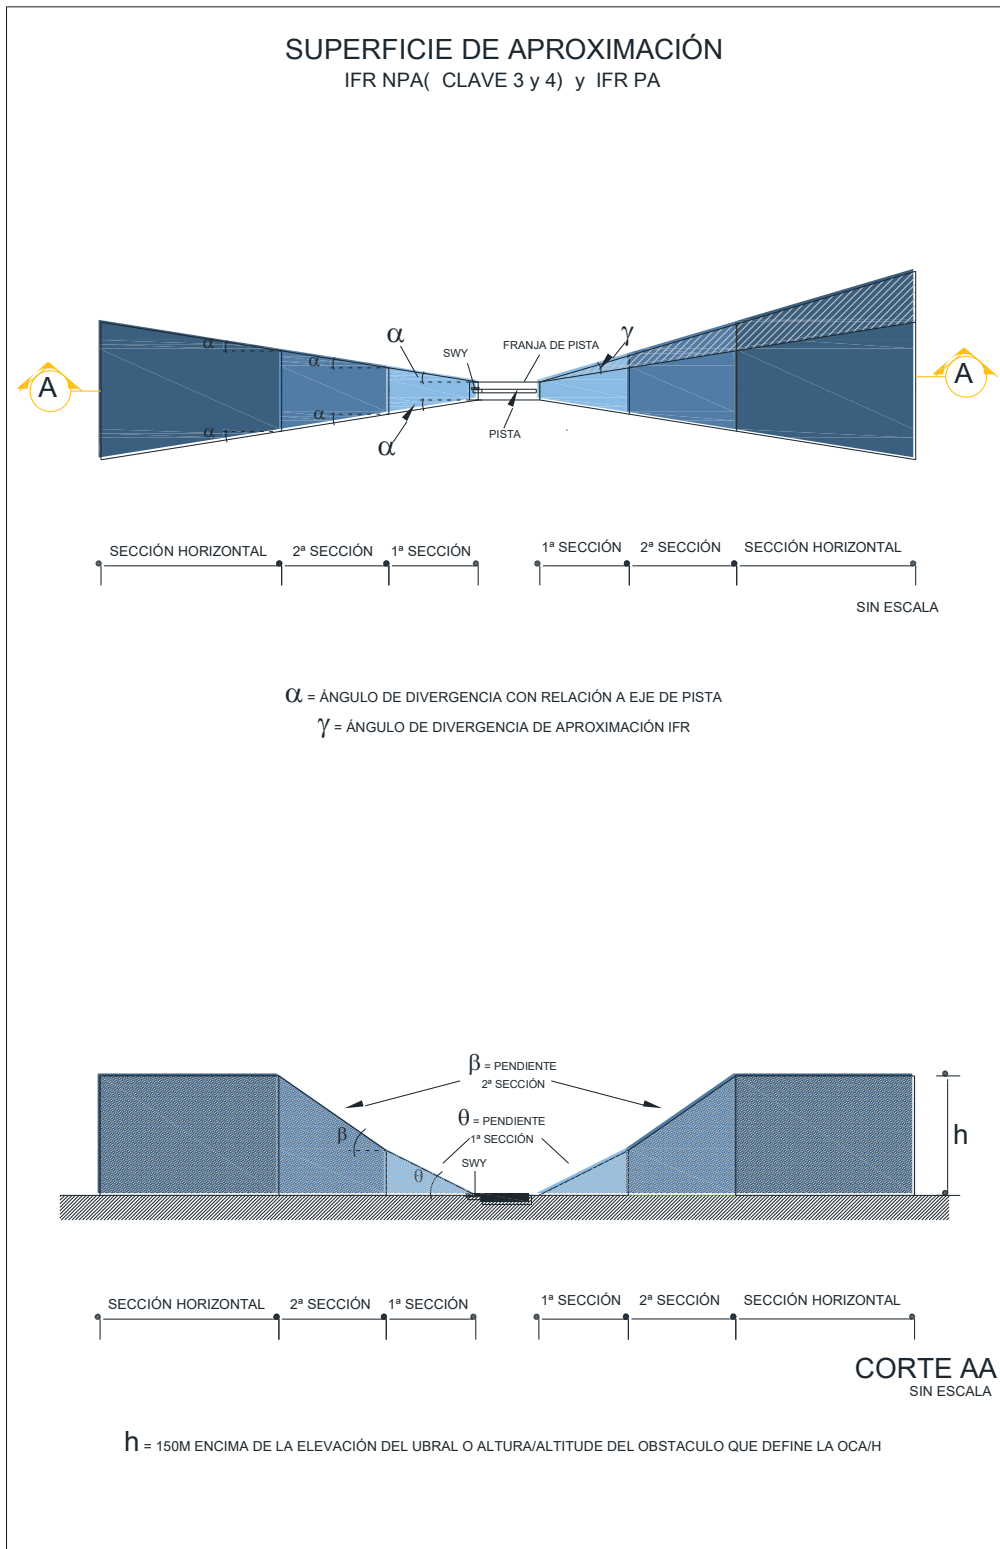 SUPERFICIE DE APROXIMACIÓN
IFR NPA( CLAVE 3 y 4) y IFR PA
α
α
α
γ
SWY
FRANJA DE PISTA
A
A
α
α
α
PISTA
SECCIÓN HORIZONTAL
2ª SECCIÓN
1ª SECCIÓN
1ª SECCIÓN
2ª SECCIÓN
SECCIÓN HORIZONTAL
SIN ESCALA
α = ÁNGULO DE DIVERGENCIA CON RELACIÓN A EJE DE PISTA
γ = ÁNGULO DE DIVERGENCIA DE APROXIMACIÓN IFR
β = PENDIENTE
2ª SECCIÓN
θ = PENDIENTE
1ª SECCIÓN
β
θ
SWY
h
SECCIÓN HORIZONTAL
2ª SECCIÓN
1ª SECCIÓN
1ª SECCIÓN
2ª SECCIÓN
SECCIÓN HORIZONTAL
CORTE AA
SIN ESCALA
h = 150M ENCIMA DE LA ELEVACIÓN DEL UBRAL O ALTURA/ALTITUDE DEL OBSTACULO QUE DEFINE LA OCA/H